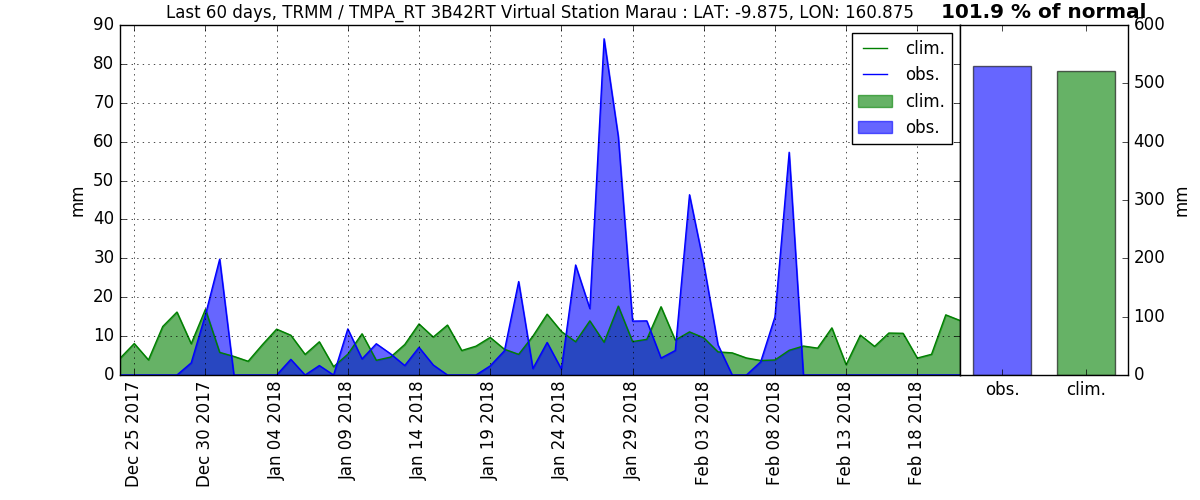 Last 60 days, TRMM / TMPA_RT 3B42RT Virtual Station Marau : LAT: -9.875, LON: 160.875
101.9 % of normal
90
80
70
60
50
40
30
20
10
0
mm
clim.
obs.
clim.
obs.
600
500
400
300
200
100
0
mm
Dec 25 2017
Dec 30 2017
Jan 04 2018
Jan 09 2018
Jan 14 2018
Jan 19 2018
Jan 24 2018
Jan 29 2018
Feb 03 2018
Feb 08 2018
Feb 13 2018
Feb 18 2018
obs.
clim.